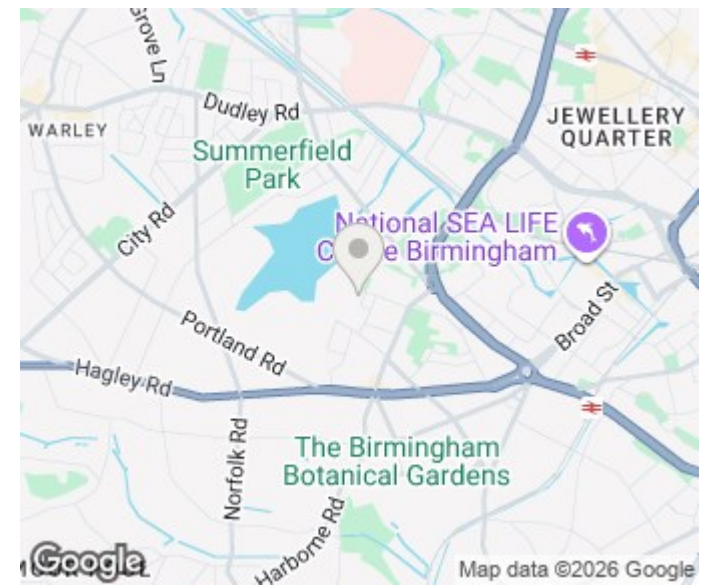 Grove Ln
Dudley Rd
WARLEY
JEWELLERY
QUARTER
Summerfield
Park
City Rd
National SEA LIFE
Centre Birmingham
Broad St
Portland Rd
Hagley Rd
Norfolk Rd
The Birmingham
Botanical Gardens
Harborne Rd
Google
Map data ©2026 Google